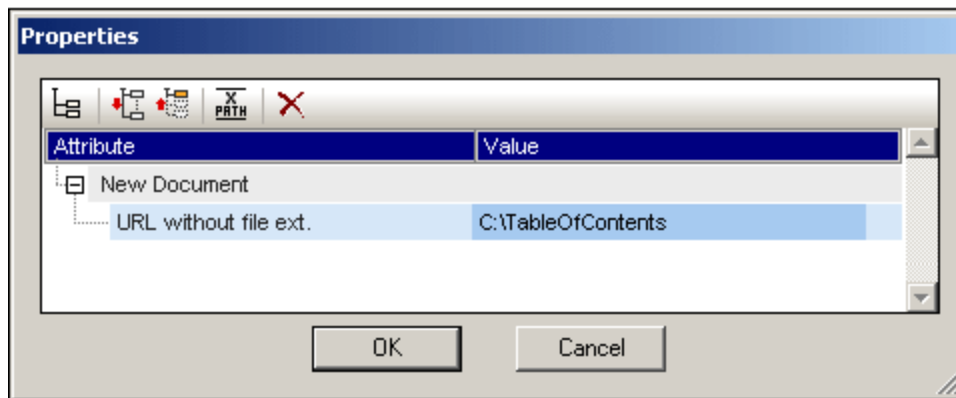 Properties
X
PATH
Attribute Value
New Document
URL without file ext. C:\TableOfContents
OK Cancel